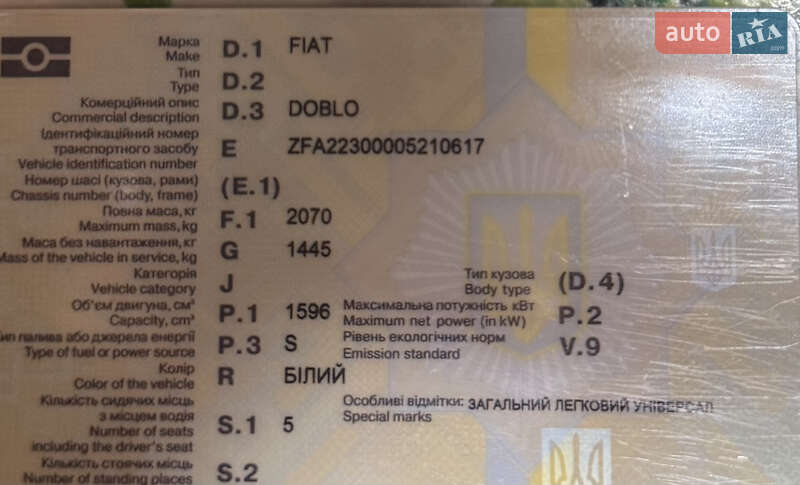 auto RIA .com
Марка
Make D.1 FIAT
Тип
Type D.2
Комерційний опис
Commercial description D.3 DOBLO
Ідентифікаційний номер
транспортного засобу E ZFA22300005210617
Vehicle identification number
Номер шасі (кузова, рами)
Chassis number (body, frame) (E.1)
Повна маса, кг
Maximum mass, kg F.1 2070
Маса без навантаження, кг
Mass of the vehicle in service, kg G 1445
Категорія
Vehicle category J Тип кузова
Body type (D.4)
Об'єм двигуна, см³
Capacity, cm³ P.1 1596 Максимальна потужність кВт
Maximum net power (in kW) P.2
Тип палива або джерела енергії
Type of fuel or power source P.3 S Рівень екологічних норм
Emission standard V.9
Колір
Color of the vehicle R БІЛИЙ
Кількість сидячих місць
з місцем водія
Number of seats
including the driver's seat S.1 5 Особливі відмітки: ЗАГАЛЬНИЙ ЛЕГКОВИЙ УНІВЕРСАЛ
Special marks
Кількість стоячих місць
Number of standing places S.2